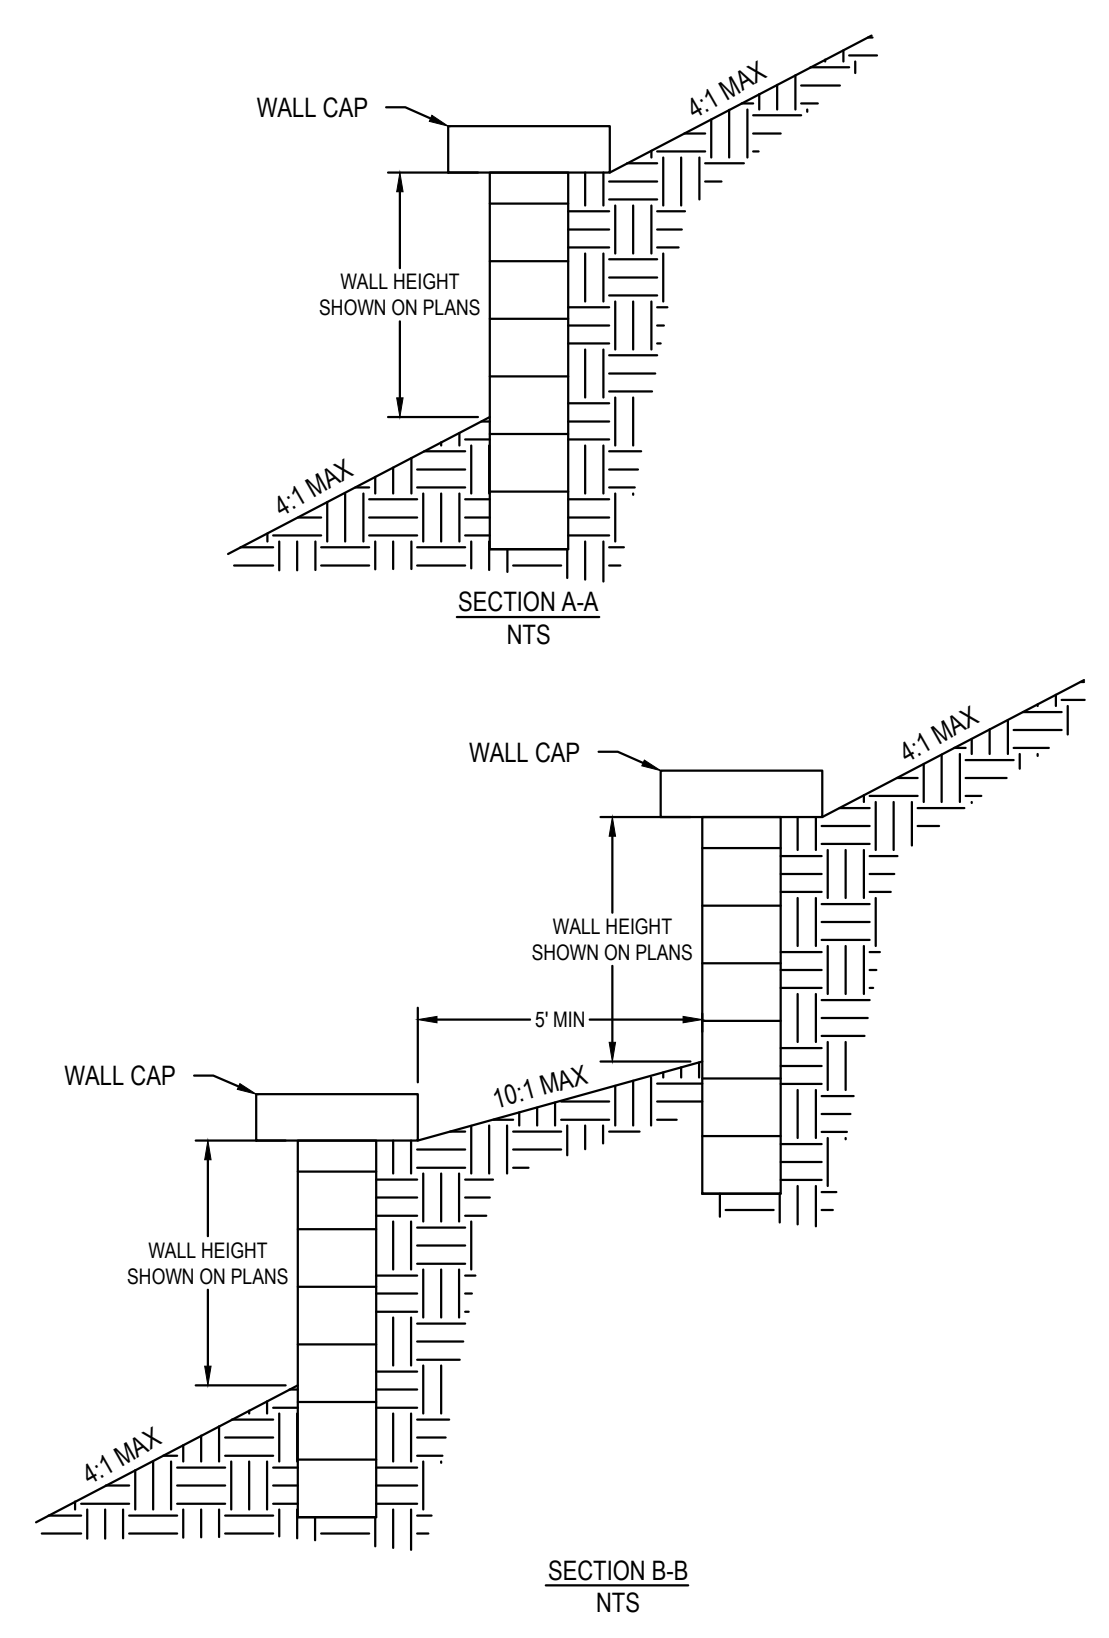 4:1 MAX
WALL CAP
WALL HEIGHT
SHOWN ON PLANS
4:1 MAX
SECTION A-A
NTS
4:1 MAX
WALL CAP
WALL HEIGHT
SHOWN ON PLANS
5' MIN
WALL CAP
10:1 MAX
WALL HEIGHT
SHOWN ON PLANS
4:1 MAX
SECTION B-B
NTS